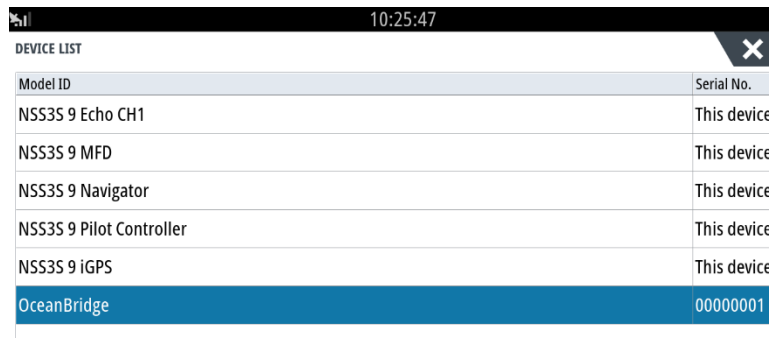 10:25:47
DEVICE LIST
Model ID Serial No.
NSS3S 9 Echo CH1 This device
NSS3S 9 MFD This device
NSS3S 9 Navigator This device
NSS3S 9 Pilot Controller This device
NSS3S 9 iGPS This device
OceanBridge 00000001